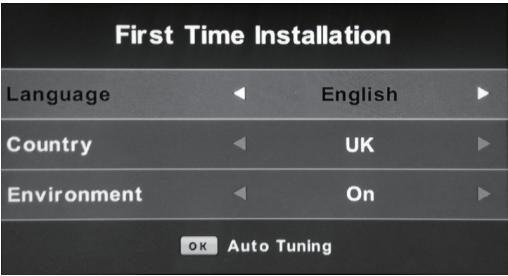 First Time Installation
Language English
Country UK
Environment On
OK Auto Tuning